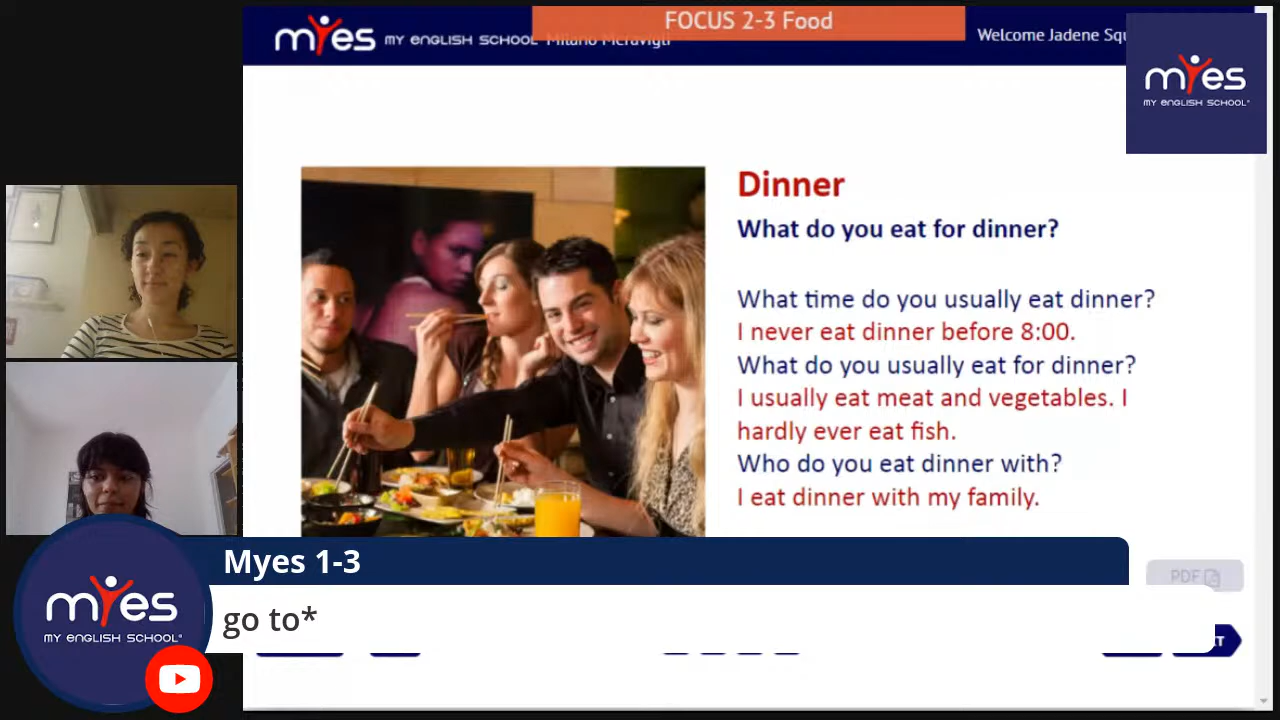 FOCUS 2-3 Food
myes MY ENGLISH SCHOOL Milano Meravigli
Welcome Jadene Squ
myes
MY ENGLISH SCHOOL®
Dinner
What do you eat for dinner?
What time do you usually eat dinner?
I never eat dinner before 8:00.
What do you usually eat for dinner?
I usually eat meat and vegetables. I
hardly ever eat fish.
Who do you eat dinner with?
I eat dinner with my family.
Myes 1-3
go to*
myes
MY ENGLISH SCHOOL®
PDF